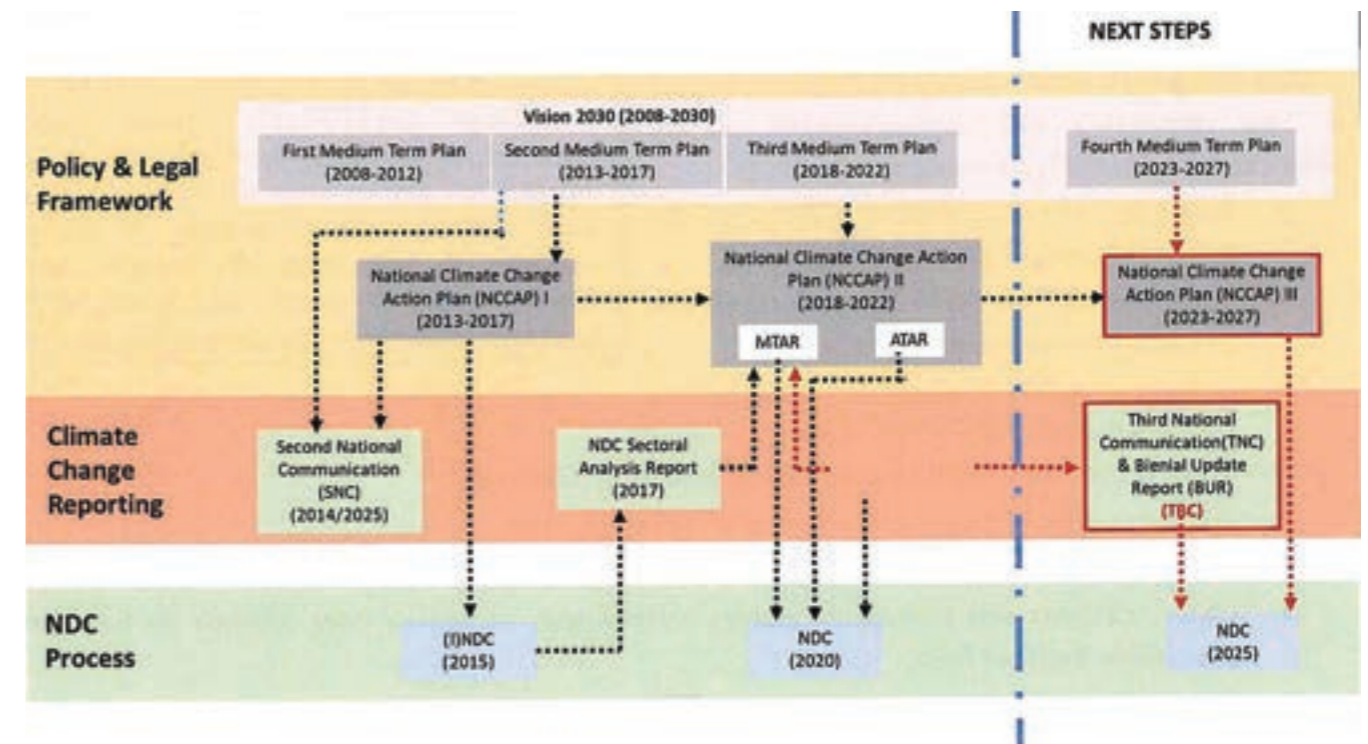 NEXT STEPS
Vision 2030 (2008-2030)
First Medium Term Plan
(2008-2012)
Second Medium Term Plan
(2013-2017)
Third Medium Term Plan
(2018-2022)
Fourth Medium Term Plan
(2023-2027)
Policy & Legal
Framework
National Climate Change
Action Plan (NCCAP) I
(2013-2017)
National Climate Change Action
Plan (NCCAP) II
(2018-2022)
MTAR
ATAR
National Climate Change
Action Plan (NCCAP) III
(2023-2027)
Climate
Change
Reporting
Second National
Communication
(SNC)
(2014/2025)
NDC Sectoral
Analysis Report
(2017)
Third National
Communication(TNC)
& Bienial Update
Report (BUR)
(TBC)
NDC
Process
(I)NDC
(2015)
NDC
(2020)
NDC
(2025)